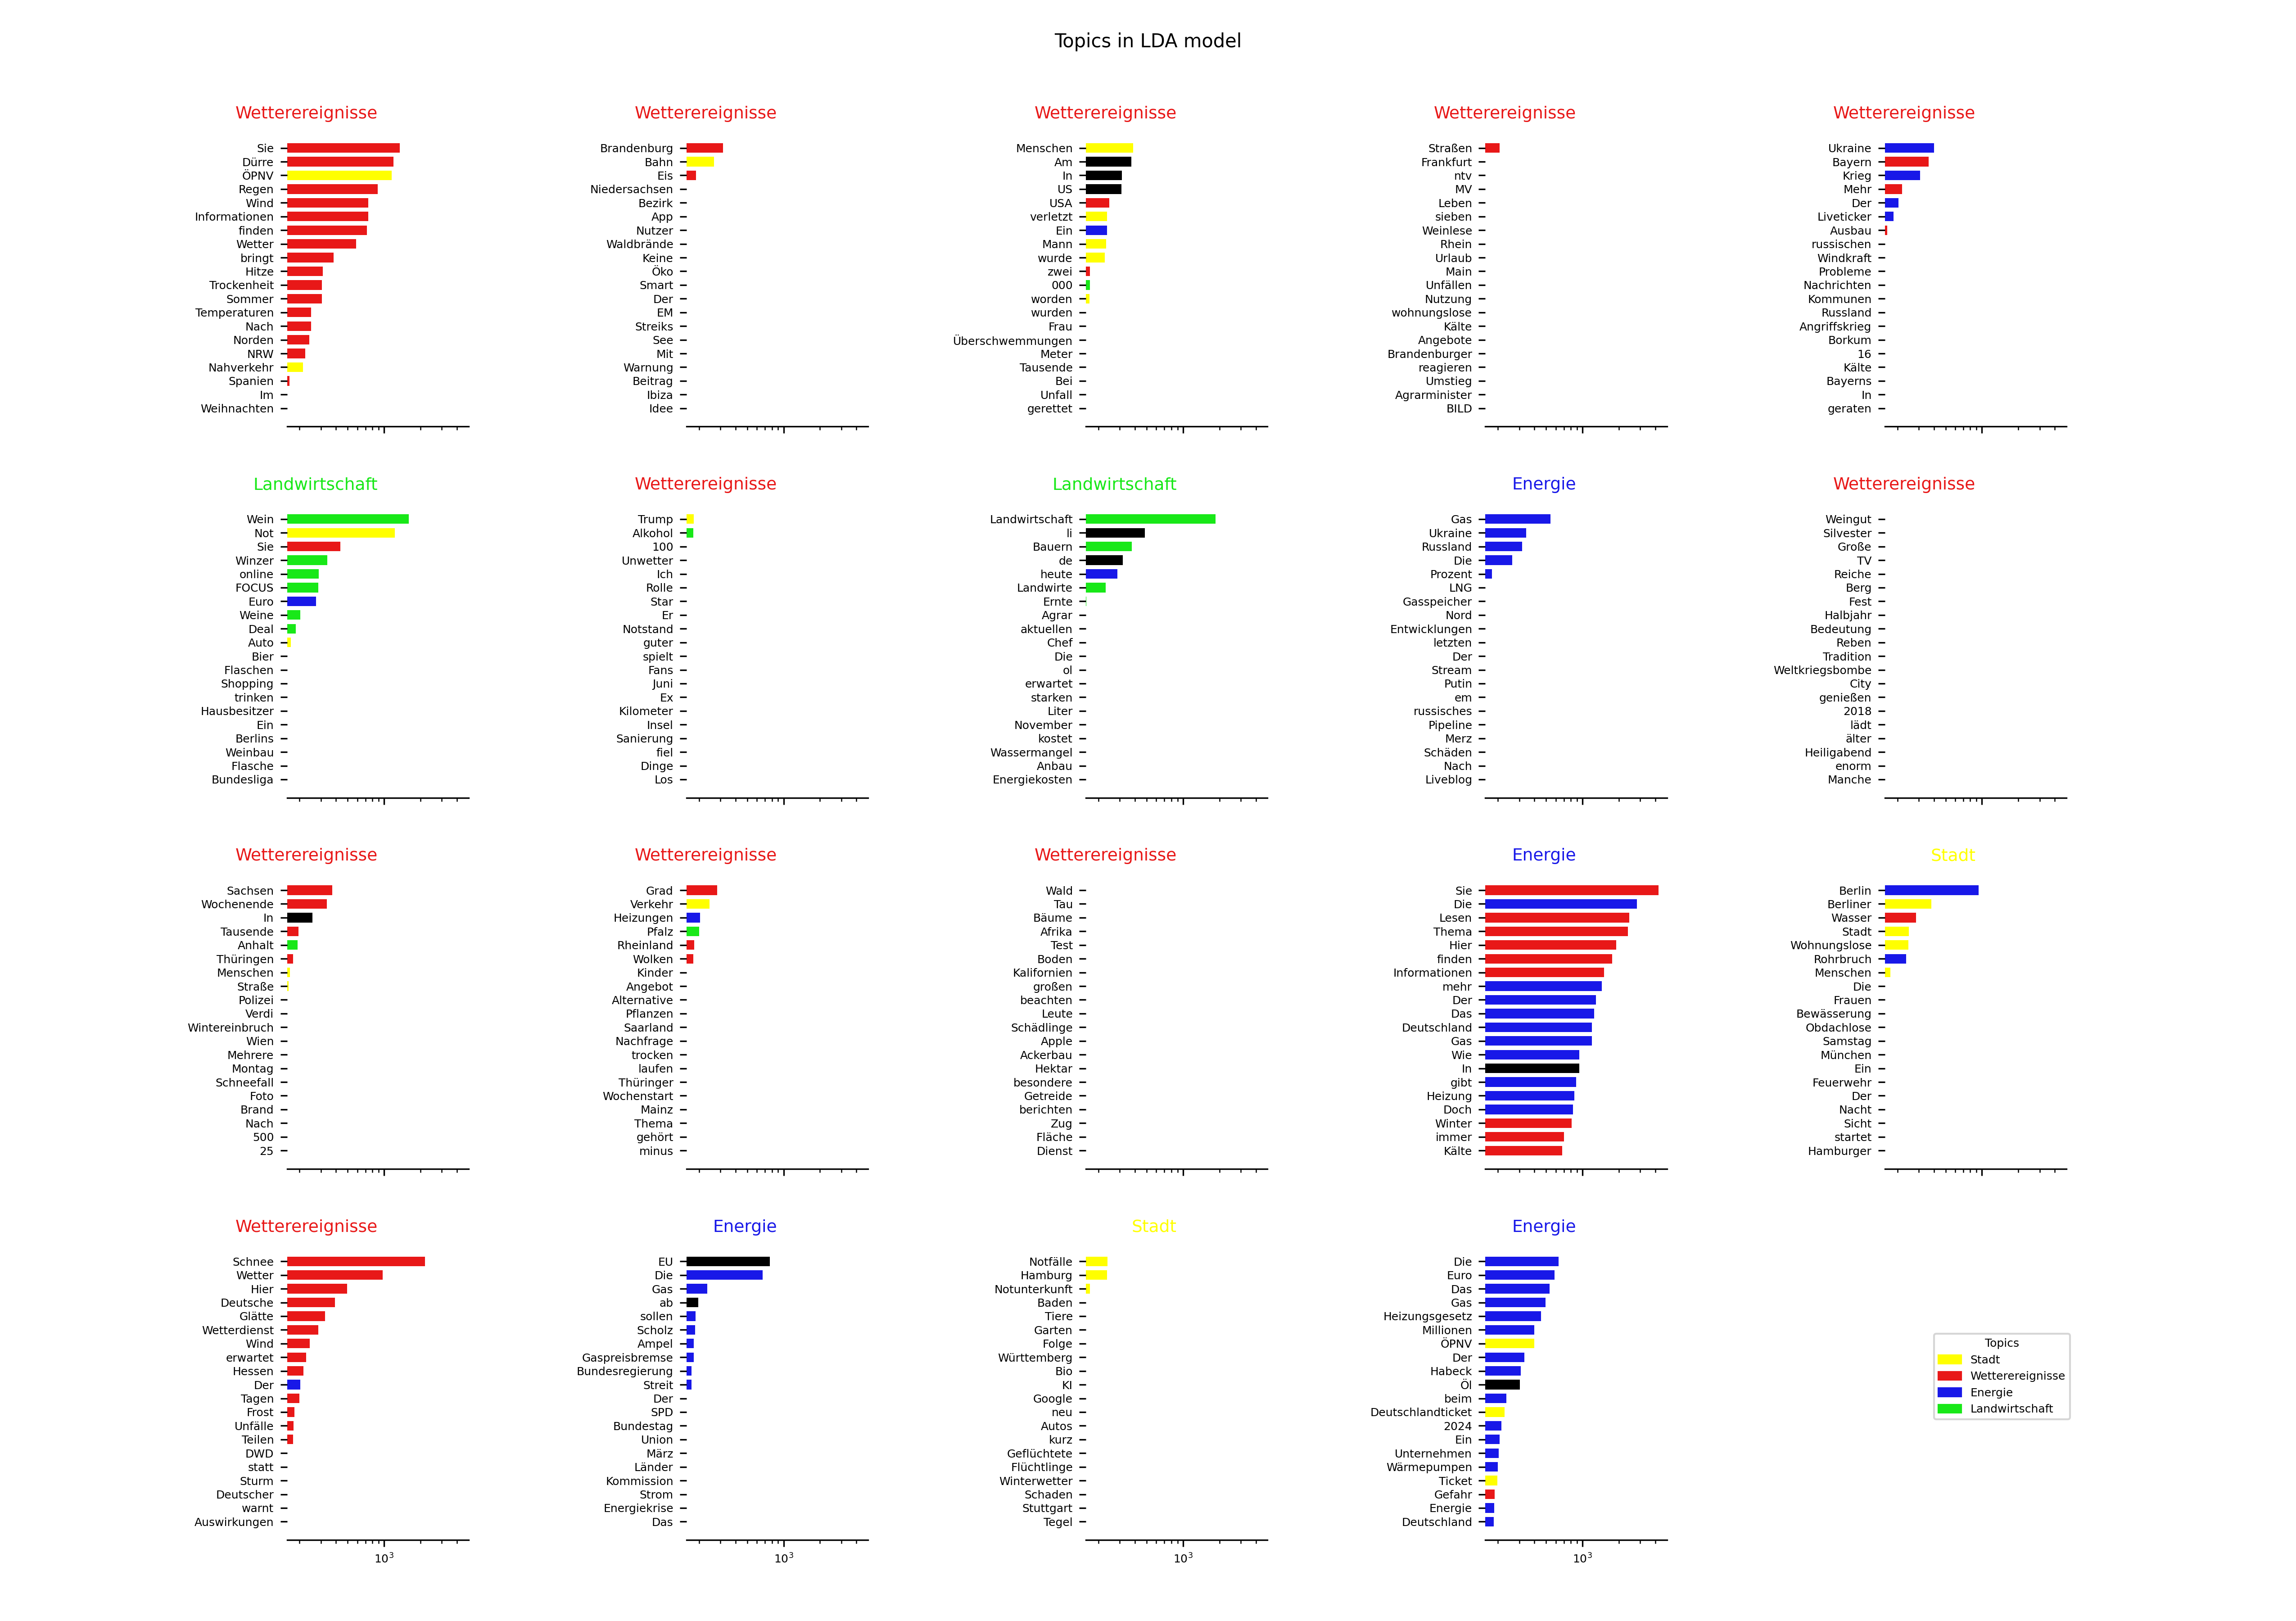 Topics in LDA model
Wetterereignisse
Sie
Dürre
ÖPNV
Regen
Wind
Informationen
finden
Wetter
bringt
Hitze
Trockenheit
Sommer
Temperaturen
Nach
Norden
NRW
Nahverkehr
Spanien
Im
Weihnachten
Wetterereignisse
Brandenburg
Bahn
Eis
Niedersachsen
Bezirk
App
Nutzer
Waldbrände
Keine
Öko
Smart
Der
EM
Streiks
See
Mit
Warnung
Beitrag
Ibiza
Idee
Wetterereignisse
Menschen
Am
In
US
USA
verletzt
Ein
Mann
wurde
zwei
000
worden
wurden
Frau
Überschwemmungen
Meter
Tausende
Bei
Unfall
gerettet
Wetterereignisse
Straßen
Frankfurt
ntv
MV
Leben
sieben
Weinlese
Rhein
Urlaub
Main
Unfällen
Nutzung
wohnungslose
Kälte
Angebote
Brandenburger
reagieren
Umstieg
Agrarminister
BILD
Wetterereignisse
Ukraine
Bayern
Krieg
Mehr
Der
Liveticker
Ausbau
russischen
Windkraft
Probleme
Nachrichten
Kommunen
Russland
Angriffskrieg
Borkum
16
Kälte
Bayerns
In
geraten
Landwirtschaft
Wein
Not
Sie
Winzer
online
FOCUS
Euro
Weine
Deal
Auto
Bier
Flaschen
Shopping
trinken
Hausbesitzer
Ein
Berlins
Weinbau
Flasche
Bundesliga
Wetterereignisse
Trump
Alkohol
100
Unwetter
Ich
Rolle
Star
Er
Notstand
guter
spielt
Fans
Juni
Ex
Kilometer
Insel
Sanierung
fiel
Dinge
Los
Landwirtschaft
Landwirtschaft
li
Bauern
de
heute
Landwirte
Ernte
Agrar
aktuellen
Chef
Die
ol
erwartet
starken
Liter
November
kostet
Wassermangel
Anbau
Energiekosten
Energie
Gas
Ukraine
Russland
Die
Prozent
LNG
Gasspeicher
Nord
Entwicklungen
letzten
Der
Stream
Putin
em
russisches
Pipeline
Merz
Schäden
Nach
Liveblog
Wetterereignisse
Weingut
Silvester
Große
TV
Reiche
Berg
Fest
Halbjahr
Bedeutung
Reben
Tradition
Weltkriegsbombe
City
genießen
2018
lädt
älter
Heiligabend
enorm
Manche
Wetterereignisse
Sachsen
Wochenende
In
Tausende
Anhalt
Thüringen
Menschen
Straße
Polizei
Verdi
Wintereinbruch
Wien
Mehrere
Montag
Schneefall
Foto
Brand
Nach
500
25
Wetterereignisse
Grad
Verkehr
Heizungen
Pfalz
Rheinland
Wolken
Kinder
Angebot
Alternative
Pflanzen
Saarland
Nachfrage
trocken
laufen
Thüringer
Wochenstart
Mainz
Thema
gehört
minus
Wetterereignisse
Wald
Tau
Bäume
Afrika
Test
Boden
Kalifornien
großen
beachten
Leute
Schädlinge
Apple
Ackerbau
Hektar
besondere
Getreide
berichten
Zug
Fläche
Dienst
Energie
Sie
Die
Lesen
Thema
Hier
finden
Informationen
mehr
Der
Das
Deutschland
Gas
Wie
In
gibt
Heizung
Doch
Winter
immer
Kälte
Stadt
Berlin
Berliner
Wasser
Stadt
Wohnungslose
Rohrbruch
Menschen
Die
Frauen
Bewässerung
Obdachlose
Samstag
München
Ein
Feuerwehr
Der
Nacht
Sicht
startet
Hamburger
Wetterereignisse
Schnee
Wetter
Hier
Deutsche
Glätte
Wetterdienst
Wind
erwartet
Hessen
Der
Tagen
Frost
Unfälle
Teilen
DWD
statt
Sturm
Deutscher
warnt
Auswirkungen
10³
Energie
EU
Die
Gas
ab
sollen
Scholz
Ampel
Gaspreisbremse
Bundesregierung
Streit
Der
SPD
Bundestag
Union
März
Länder
Kommission
Strom
Energiekrise
Das
10³
Stadt
Notfälle
Hamburg
Notunterkunft
Baden
Tiere
Garten
Folge
Württemberg
Bio
KI
Google
neu
Autos
kurz
Geflüchtete
Flüchtlinge
Winterwetter
Schaden
Stuttgart
Tegel
10³
Energie
Die
Euro
Das
Gas
Heizungsgesetz
Millionen
ÖPNV
Der
Habeck
Öl
beim
Deutschlandticket
2024
Ein
Unternehmen
Wärmepumpen
Ticket
Gefahr
Energie
Deutschland
10³
Topics
Stadt
Wetterereignisse
Energie
Landwirtschaft